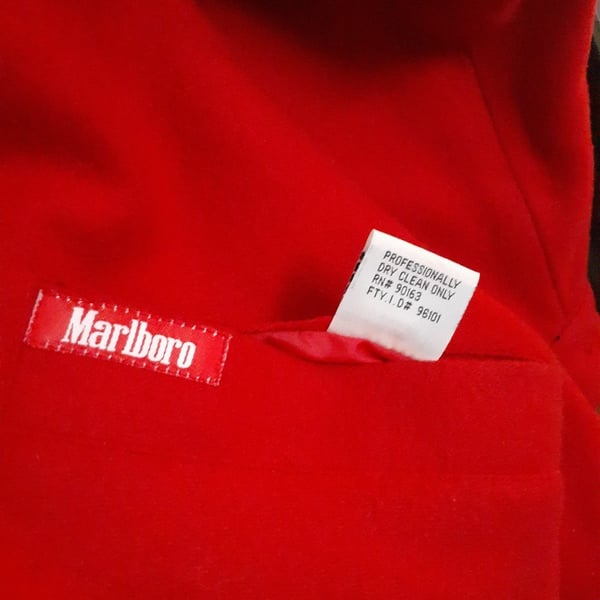 Marlboro
PROFESSIONALLY
DRY CLEAN ONLY
RN# 90163
FTY.I.D# 96101